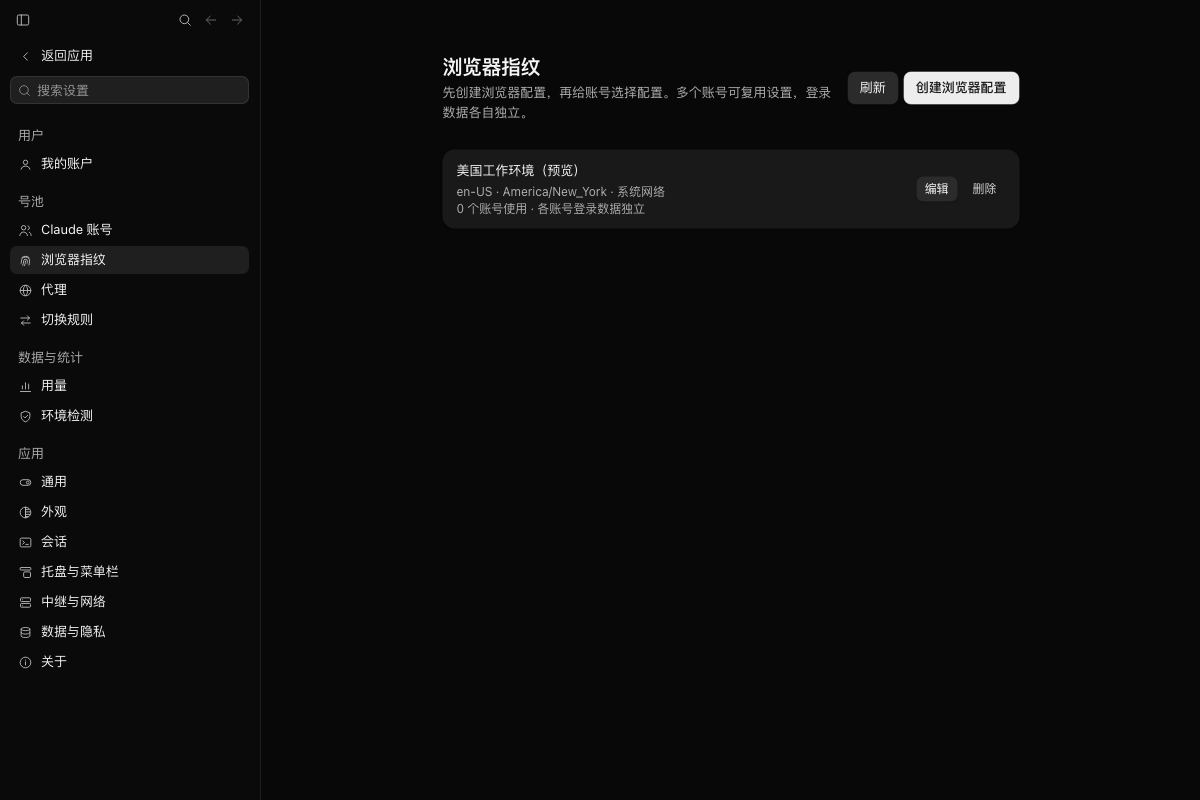 返回应用
搜索设置
用户
我的账户
号池
Claude 账号
浏览器指纹
代理
切换规则
数据与统计
用量
环境检测
应用
通用
外观
会话
托盘与菜单栏
中继与网络
数据与隐私
关于
浏览器指纹
先创建浏览器配置，再给账号选择配置。多个账号可复用设置，登录
数据各自独立。
刷新
创建浏览器配置
美国工作环境（预览）
en-US · America/New_York · 系统网络
0 个账号使用 · 各账号登录数据独立
编辑
删除